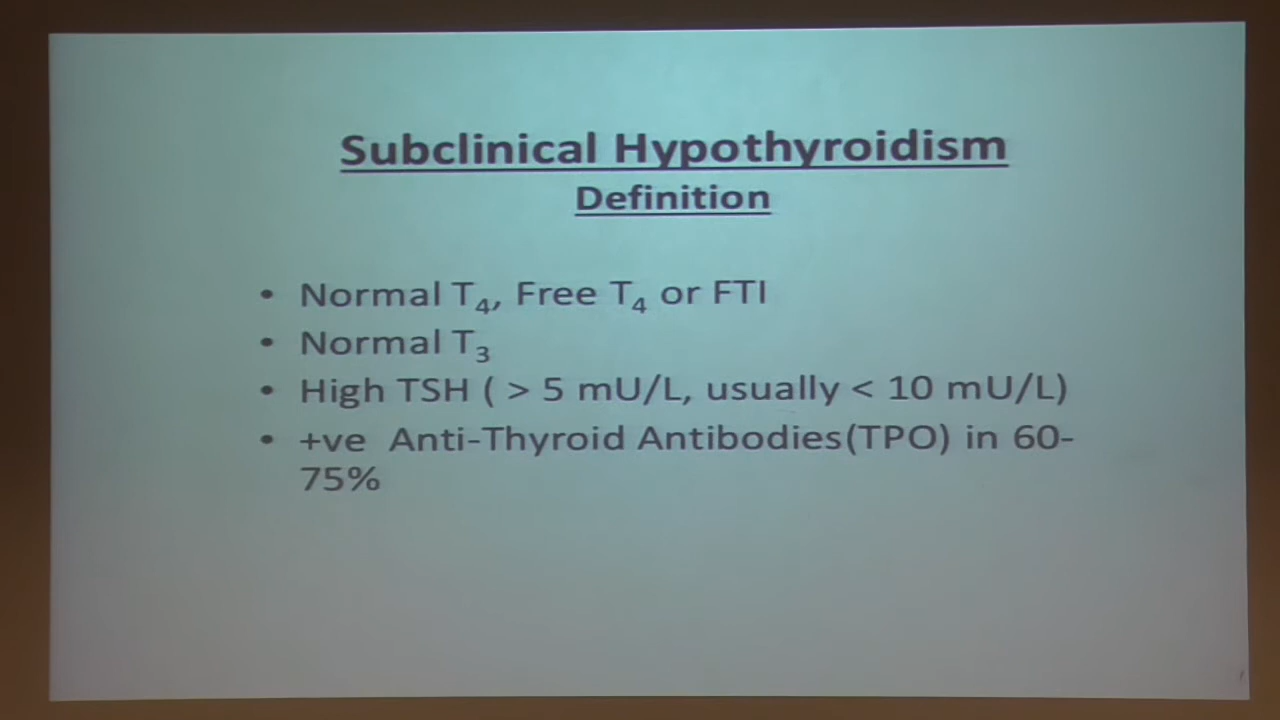 Subclinical Hypothyroidism
Definition
• Normal T₄, Free T₄ or FTI
• Normal T₃
• High TSH ( > 5 mU/L, usually < 10 mU/L)
• +ve Anti-Thyroid Antibodies(TPO) in 60-
75%